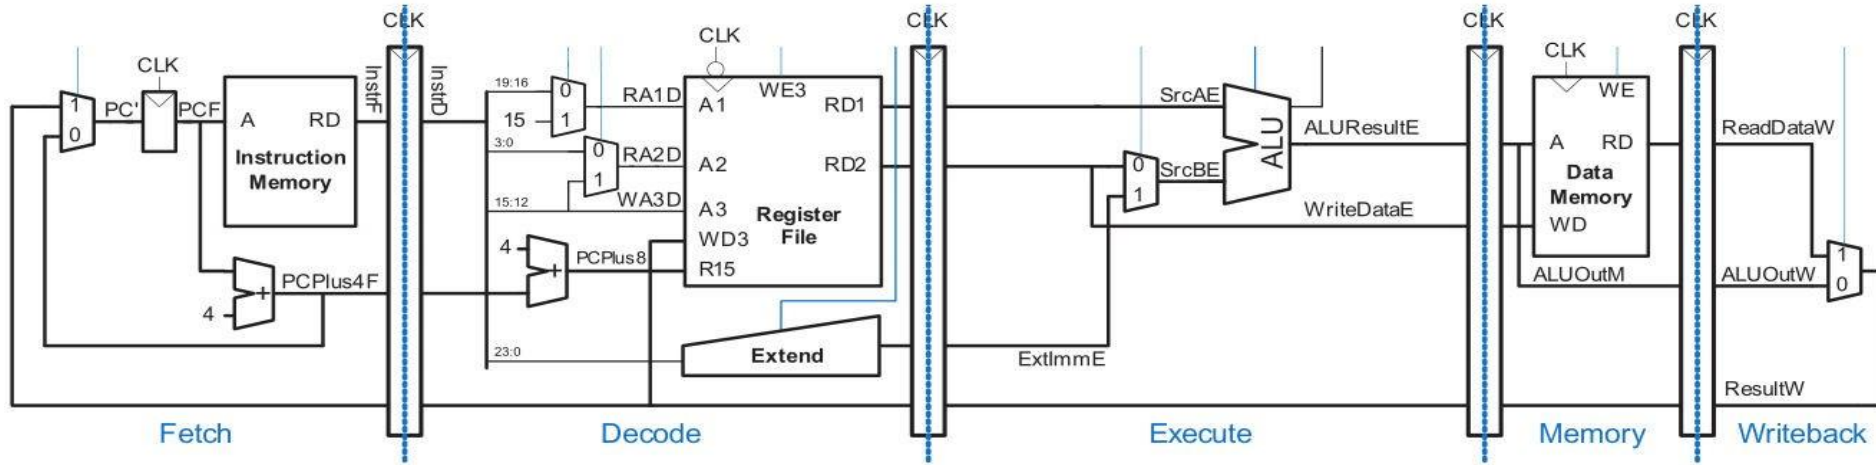 CLK CLK CLK CLK
CLK CLK CLK
1 0 PC' PCF A RD InstrF InstrD
Instruction
Memory
4 + PCPlus4F
19:16 0 RA1D A1 WE3 RD1
15 1
3:0 0 RA2D A2 RD2
1
15:12 WA3D A3 Register
File
WD3
4 + PCPlus8 R15
23:0 Extend ExtImmE
SrcAE
0 SrcBE
1
ALU ALUResultE
WriteDataE
WE
A RD ReadDataW
Data
Memory
WD
ALUOutM ALUOutW
1
0
ResultW
Fetch Decode Execute Memory Writeback